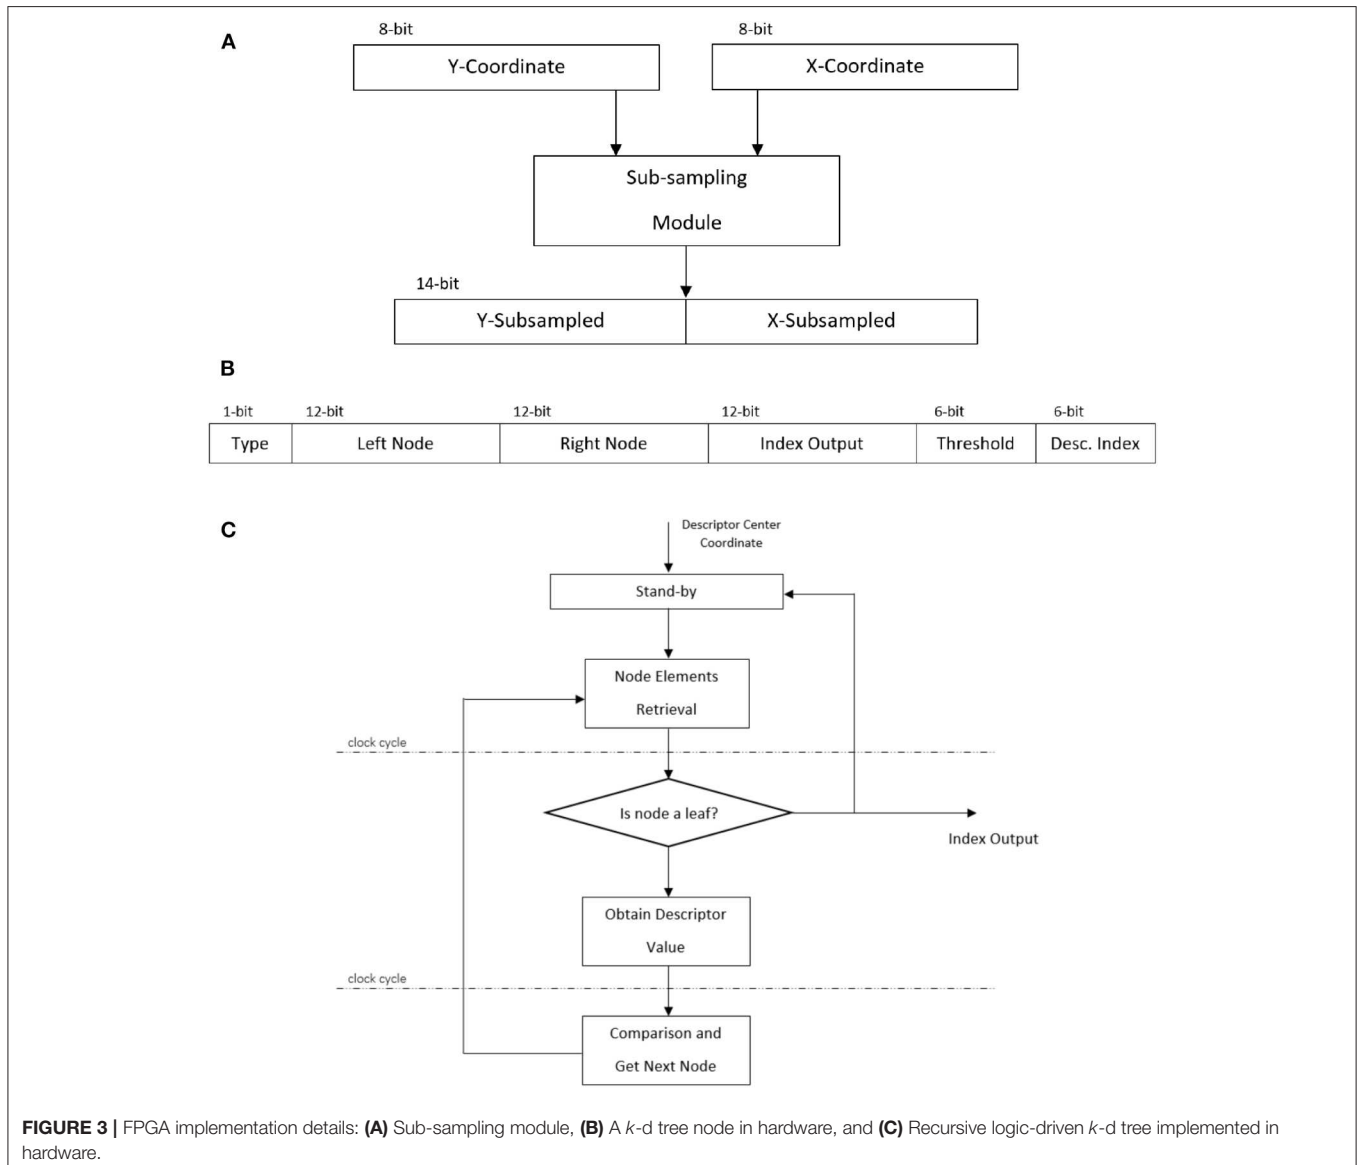 A
8-bit
8-bit
Y-Coordinate
X-Coordinate
Sub-sampling
Module
14-bit
Y-Subsampled
X-Subsampled
B
1-bit
12-bit
12-bit
12-bit
6-bit
6-bit
Type
Left Node
Right Node
Index Output
Threshold
Desc. Index
C
Descriptor Center
Coordinate
Stand-by
Node Elements
Retrieval
clock cycle
Is node a leaf?
Index Output
Obtain Descriptor
Value
clock cycle
Comparison and
Get Next Node
FIGURE 3 | FPGA implementation details: (A) Sub-sampling module, (B) A k-d tree node in hardware, and (C) Recursive logic-driven k-d tree implemented in
hardware.